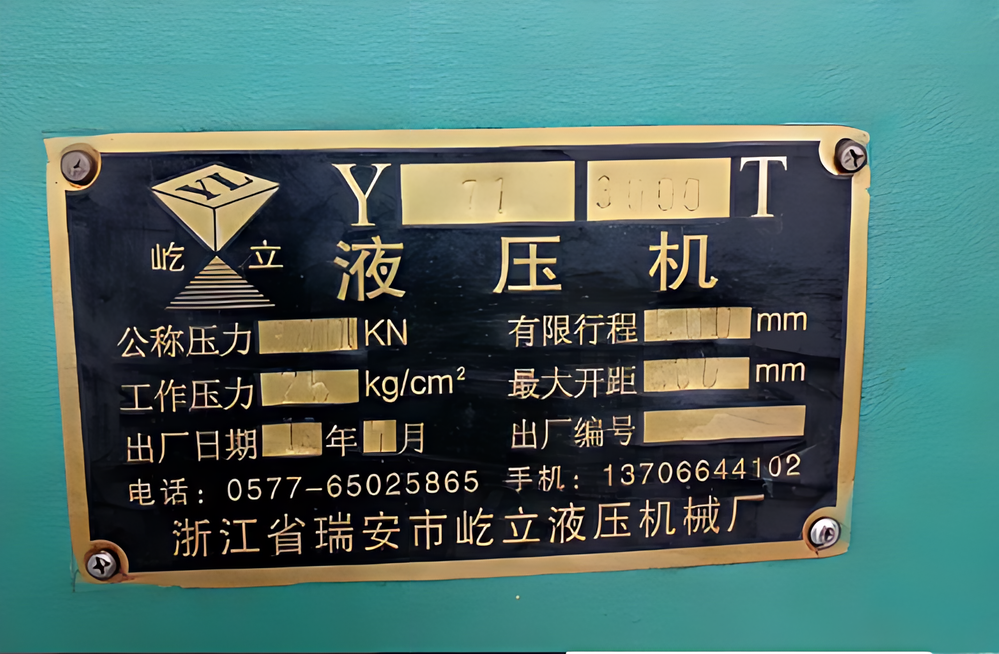 YL
屹 立
Y 71 3000 T
液 压 机
公称压力 KN 有限行程 mm
工作压力 25 kg/cm² 最大开距 mm
出厂日期 年 月 出厂编号
电话: 0577-65025865 手机: 13706644102
浙江省瑞安市屹立液压机械厂